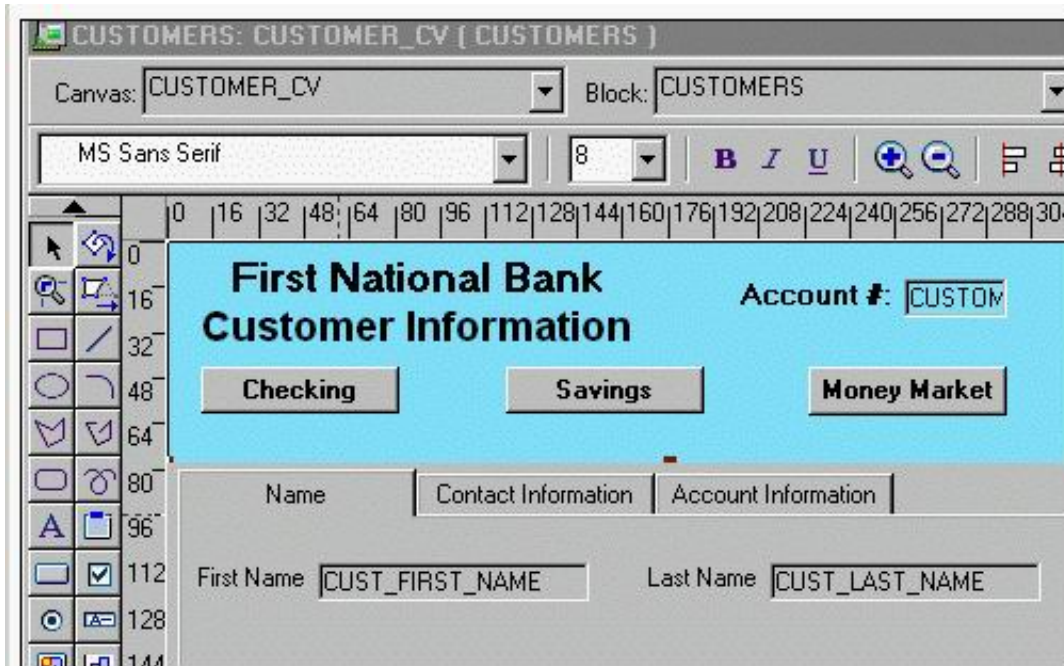 CUSTOMERS: CUSTOMER_CV ( CUSTOMERS )
Canvas: CUSTOMER_CV Block: CUSTOMERS
MS Sans Serif 8 B I U
0 16 32 48 64 80 96 112 128 144 160 176 192 208 224 240 256 272 288 304
0
16
32
48
64
80
96
112
128
144
First National Bank
Customer Information
Account #: CUSTOM
Checking Savings Money Market
Name Contact Information Account Information
A
First Name CUST_FIRST_NAME Last Name CUST_LAST_NAME